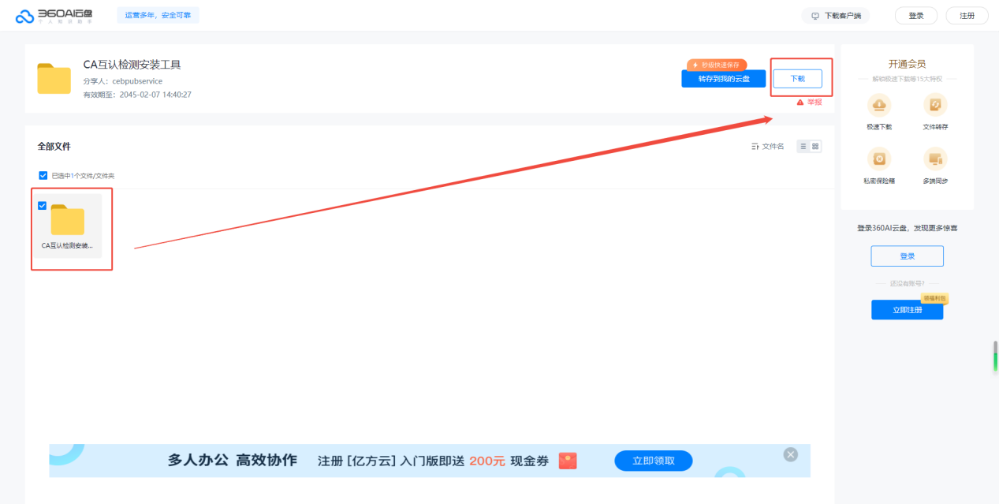 360AI云盘
个人知识助手
运营多年，安全可靠
下载客户端
登录
注册
CA互认检测安装工具
分享人：cebpubservice
有效期至：2045-02-07 14:40:27
秒级快速保存
转存到我的云盘
下载
举报
全部文件
文件名
已选中1个文件/文件夹
CA互认检测安装...
开通会员
解锁极速下载等15大特权
极速下载
文件转存
私密保险箱
多端同步
登录360AI云盘，发现更多惊喜
登录
还没有账号？
领福利包
立即注册
多人办公 高效协作 注册 [亿方云] 入门版即送 200元 现金券
立即领取